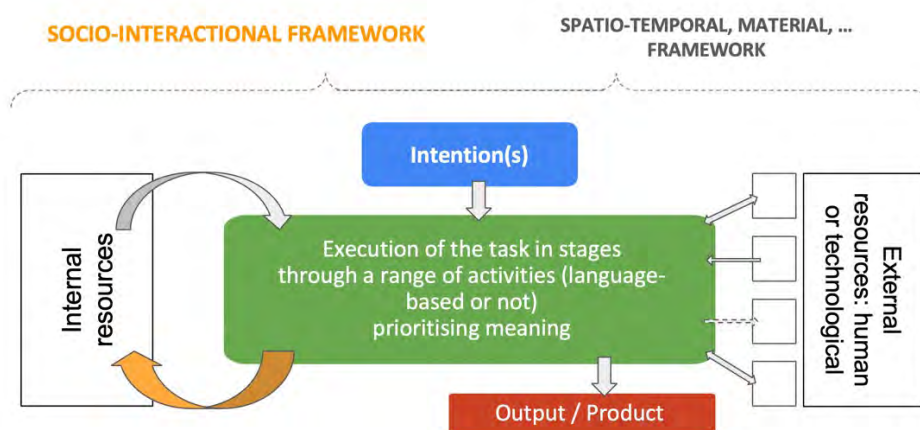 SOCIO-INTERACTIONAL FRAMEWORK
SPATIO-TEMPORAL, MATERIAL, ...
FRAMEWORK
Intention(s)
Internal
resources
Execution of the task in stages
through a range of activities (language-
based or not)
prioritising meaning
External
resources: human
or technological
Output / Product